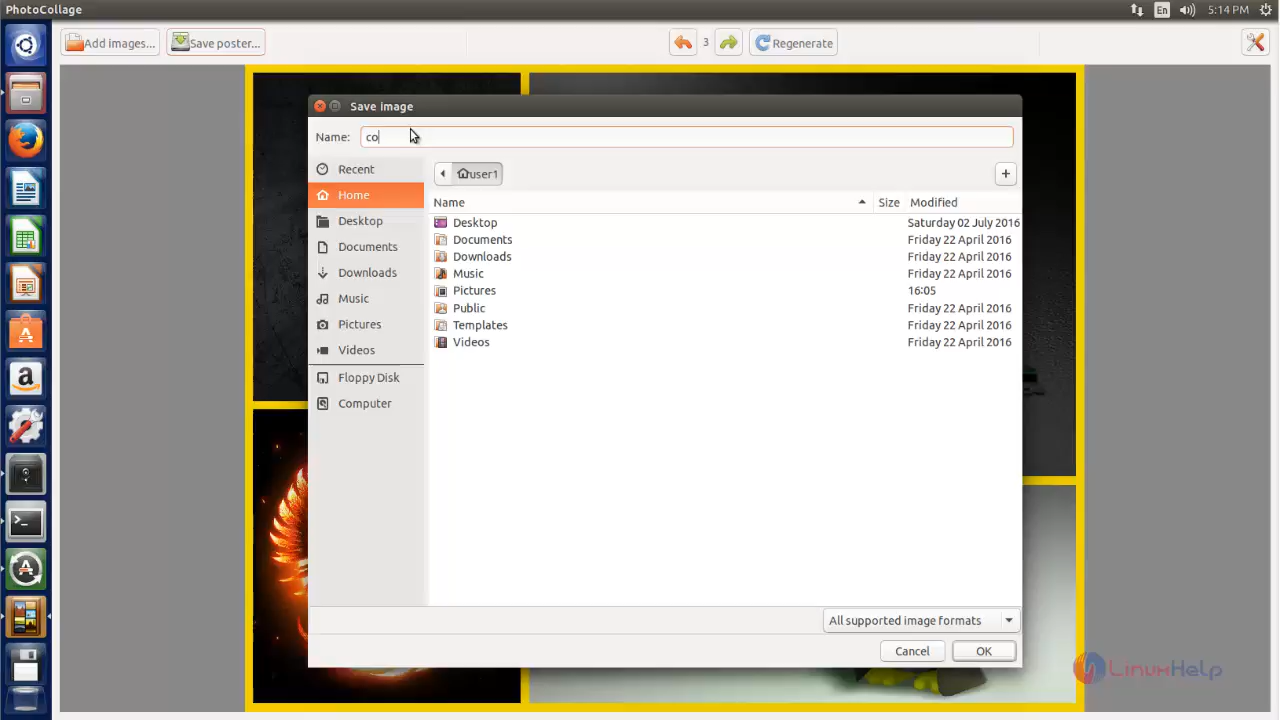 PhotoCollage
En
5:14 PM
Add images...
Save poster...
3
Regenerate
Save image
Name:
co
Recent
Home
Desktop
Documents
Downloads
Music
Pictures
Videos
Floppy Disk
Computer
user1
Name
Size
Modified
Desktop
Saturday 02 July 2016
Documents
Friday 22 April 2016
Downloads
Friday 22 April 2016
Music
Friday 22 April 2016
Pictures
16:05
Public
Friday 22 April 2016
Templates
Friday 22 April 2016
Videos
Friday 22 April 2016
All supported image formats
Cancel
OK
LinuxHelp